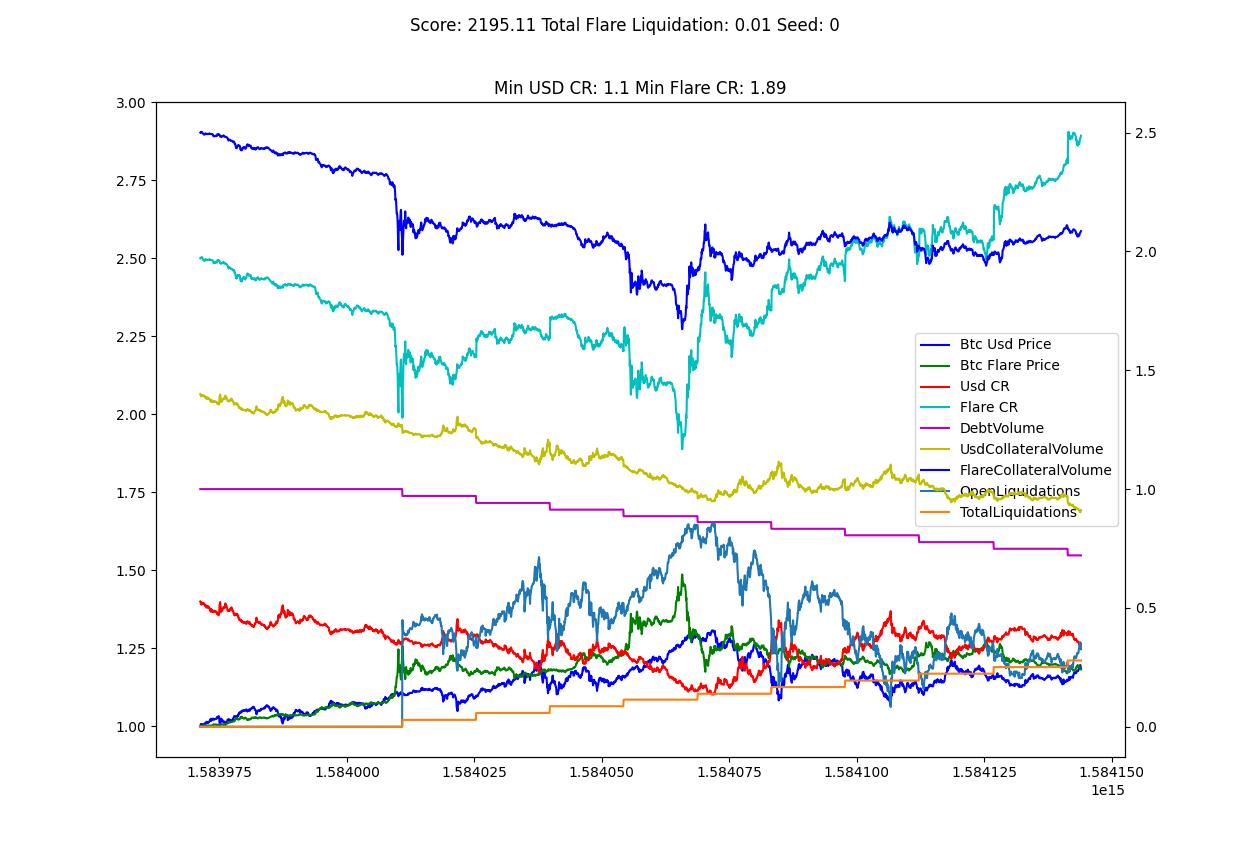 Score: 2195.11 Total Flare Liquidation: 0.01 Seed: 0
Min USD CR: 1.1 Min Flare CR: 1.89
3.00
2.75
2.50
2.25
2.00
1.75
1.50
1.25
1.00
2.5
2.0
1.5
1.0
0.5
0.0
Btc Usd Price
Btc Flare Price
Usd CR
Flare CR
DebtVolume
UsdCollateralVolume
FlareCollateralVolume
OpenLiquidations
TotalLiquidations
1.583975 1.584000 1.584025 1.584050 1.584075 1.584100 1.584125 1.584150
1e15